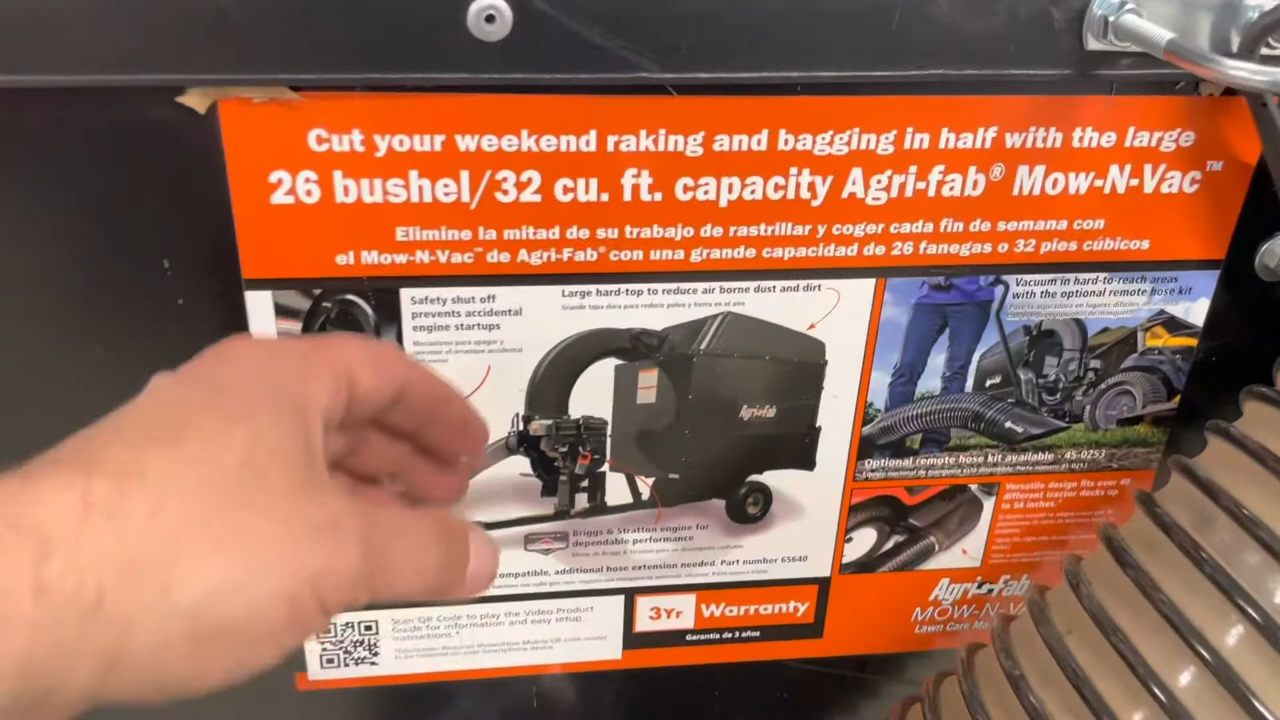 Cut your weekend raking and bagging in half with the large
26 bushel/32 cu. ft. capacity Agri-fab® Mow-N-Vac™
Elimine la mitad de su trabajo de rastrillar y coger cada fin de semana con
el Mow-N-Vac™ de Agri-Fab® con una grande capacidad de 26 fanegas o 32 pies cúbicos
Safety shut off
prevents accidental
engine startups
Mecanismo para apagar y
el arranque accidental
Large hard-top to reduce air borne dust and dirt
Grande tapa dura para reducir polvo y tierra en el aire
Agri-Fab
Briggs & Stratton engine for
dependable performance
compatible, additional hose extension needed. Part number 65640
Vacuum in hard-to-reach areas
with the optional remote hose kit
Optional remote hose kit available - 45-0253
Versatile design fits over 40
different tractor decks up
to 54 inches.*
Scan QR Code to play the Video Product
Guide for information and easy setup
instructions.*
3Yr Warranty
Garantía de 3 años
Agri-Fab
MOW-N-V
Lawn Care Ma